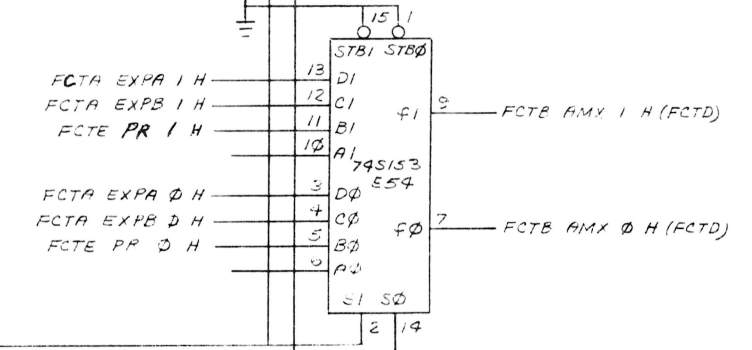 15 1
STB1 STBØ
FCTA EXPA 1 H 13 D1
FCTA EXPB 1 H 12 C1
f1 9 FCTB AMX 1 H (FCTD)
FCTE PR 1 H 11 B1
1Ø A1
74S153
E54
FCTA EXPA Ø H 3 DØ
FCTA EXPB Ø H 4 CØ
fØ 7 FCTB AMX Ø H (FCTD)
FCTE PR Ø H 5 BØ
6 AØ
S1 SØ
2 14